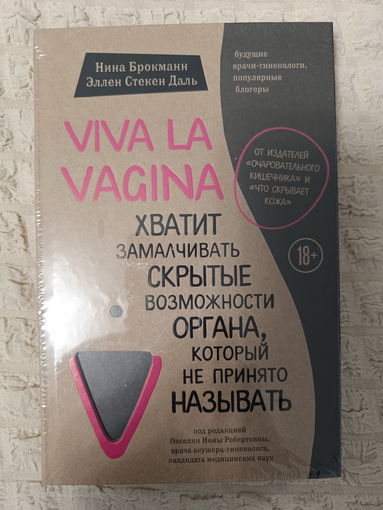 Нина Брокманн
Эллен Стекен Даль
будущие
врачи-гинекологи,
популярные
блогеры
VIVA LA
VAGINA
ОТ ИЗДАТЕЛЕЙ
«ОЧАРОВАТЕЛЬНОГО
КИШЕЧНИКА» И
«ЧТО СКРЫВАЕТ
КОЖА»
18+
ХВАТИТ
ЗАМАЛЧИВАТЬ
СКРЫТЫЕ
ВОЗМОЖНОСТИ
ОРГАНА,
КОТОРЫЙ
НЕ ПРИНЯТО
НАЗЫВАТЬ
под редакцией
Овсепян Ноны Робертовны,
врача акушера-гинеколога,
кандидата медицинских наук